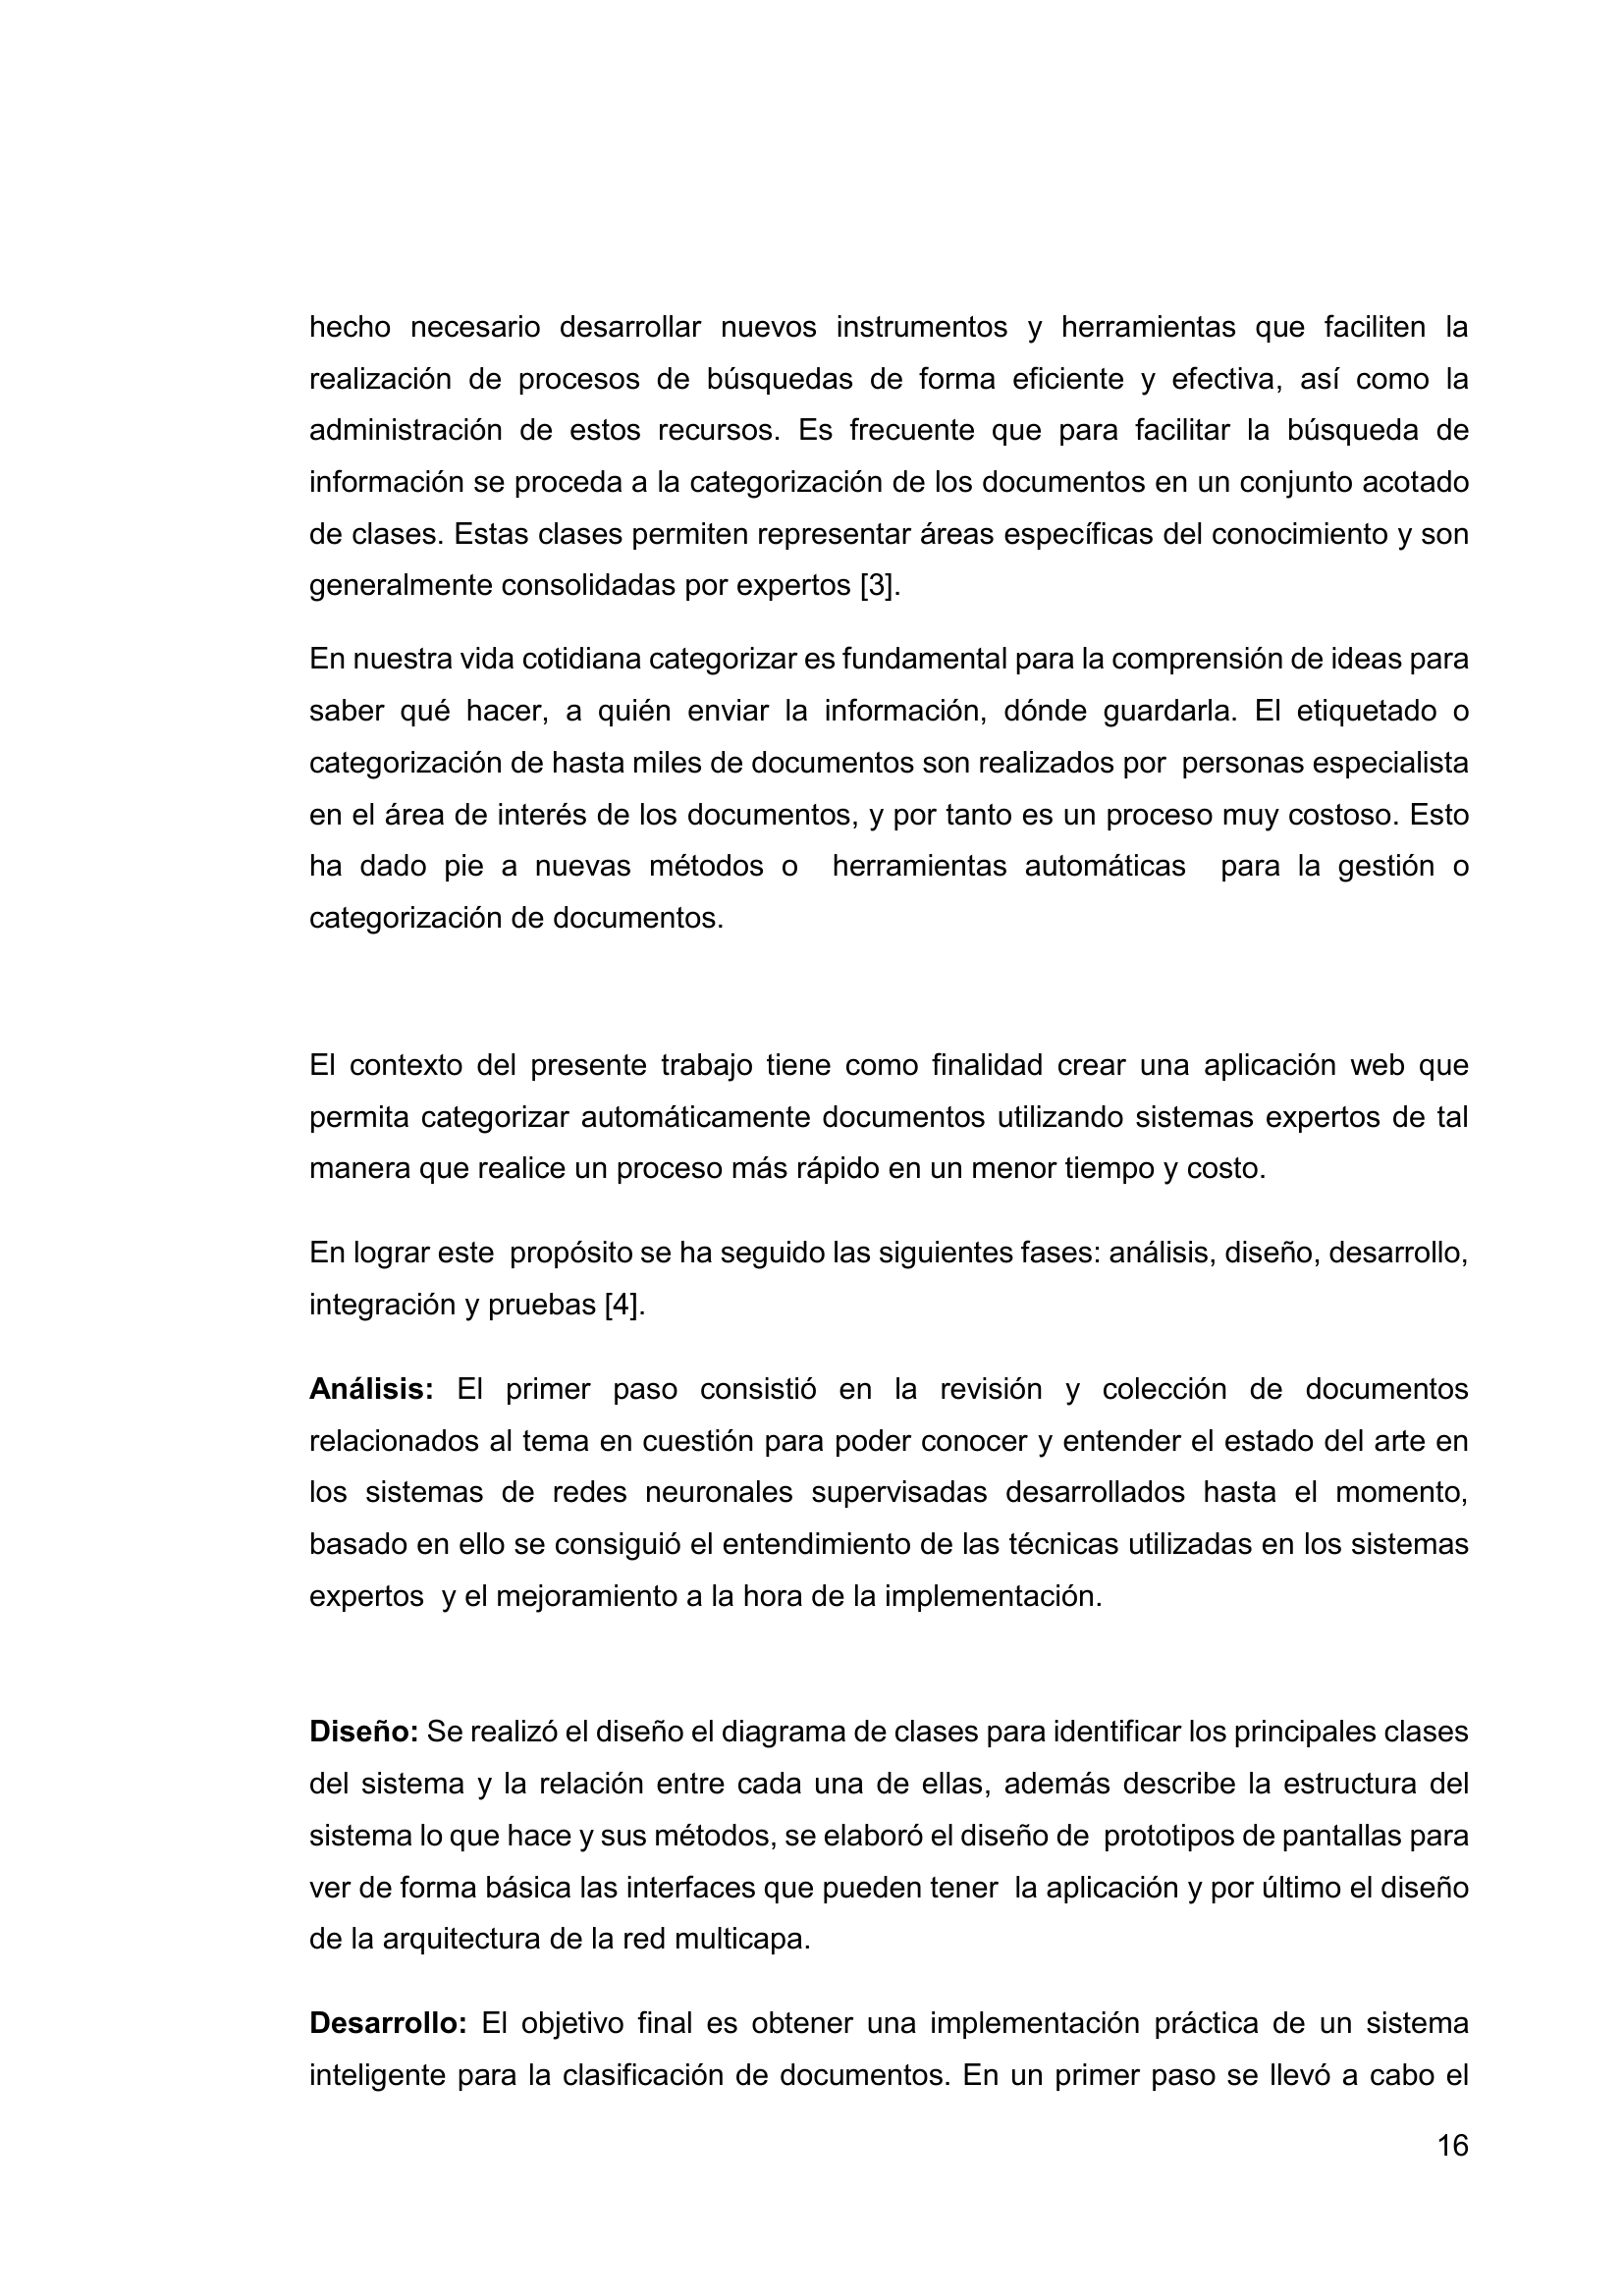 hecho necesario desarrollar nuevos instrumentos y herramientas que faciliten la
realización de procesos de búsquedas de forma eficiente y efectiva, así como la
administración de estos recursos. Es frecuente que para facilitar la búsqueda de
información se proceda a la categorización de los documentos en un conjunto acotado
de clases. Estas clases permiten representar áreas específicas del conocimiento y son
generalmente consolidadas por expertos [3].
En nuestra vida cotidiana categorizar es fundamental para la comprensión de ideas para
saber qué hacer, a quién enviar la información, dónde guardarla. El etiquetado o
categorización de hasta miles de documentos son realizados por  personas especialista
en el área de interés de los documentos, y por tanto es un proceso muy costoso. Esto
ha dado pie a nuevas métodos o  herramientas automáticas  para la gestión o
categorización de documentos.
El contexto del presente trabajo tiene como finalidad crear una aplicación web que
permita categorizar automáticamente documentos utilizando sistemas expertos de tal
manera que realice un proceso más rápido en un menor tiempo y costo.
En lograr este  propósito se ha seguido las siguientes fases: análisis, diseño, desarrollo,
integración y pruebas [4].
Análisis: El primer paso consistió en la revisión y colección de documentos
relacionados al tema en cuestión para poder conocer y entender el estado del arte en
los sistemas de redes neuronales supervisadas desarrollados hasta el momento,
basado en ello se consiguió el entendimiento de las técnicas utilizadas en los sistemas
expertos  y el mejoramiento a la hora de la implementación.
Diseño: Se realizó el diseño el diagrama de clases para identificar los principales clases
del sistema y la relación entre cada una de ellas, además describe la estructura del
sistema lo que hace y sus métodos, se elaboró el diseño de  prototipos de pantallas para
ver de forma básica las interfaces que pueden tener  la aplicación y por último el diseño
de la arquitectura de la red multicapa.
Desarrollo: El objetivo final es obtener una implementación práctica de un sistema
inteligente para la clasificación de documentos. En un primer paso se llevó a cabo el
16